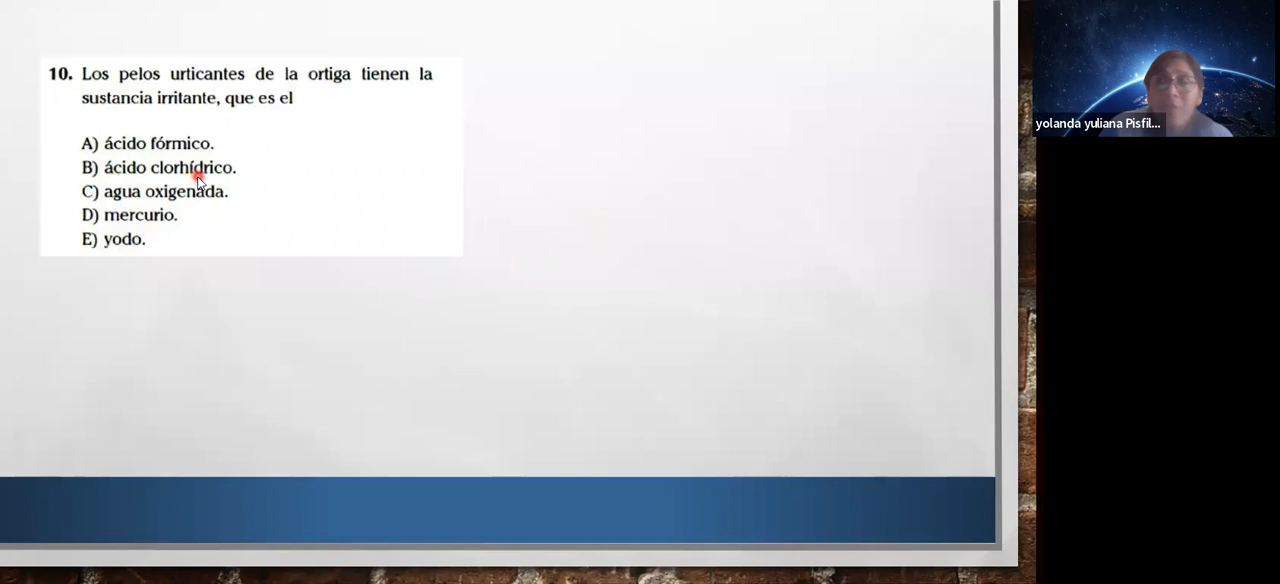 10. Los pelos urticantes de la ortiga tienen la
sustancia irritante, que es el
A) ácido fórmico.
B) ácido clorhídrico.
C) agua oxigenada.
D) mercurio.
E) yodo.
yolanda yuliana Pisfil...